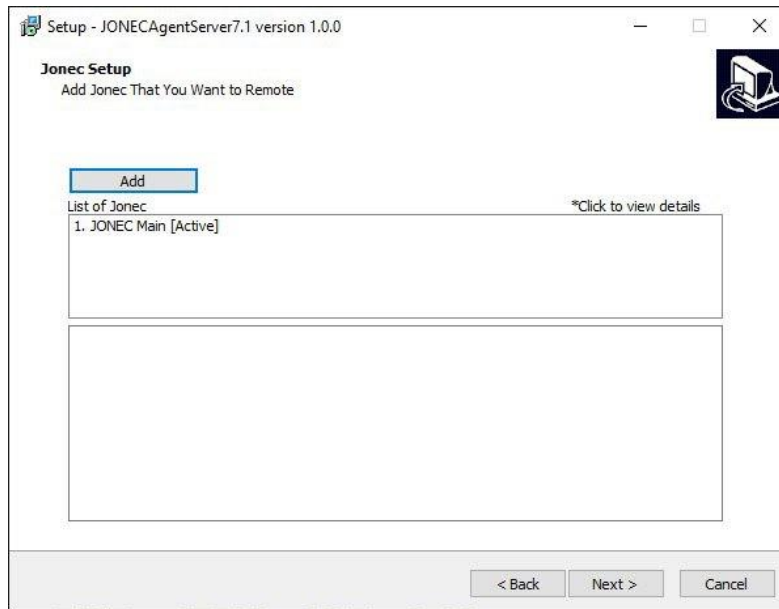 Setup - JONECAgentServer7.1 version 1.0.0
Jonec Setup
Add Jonec That You Want to Remote
Add
List of Jonec *Click to view details
1. JONEC Main [Active]
< Back Next > Cancel